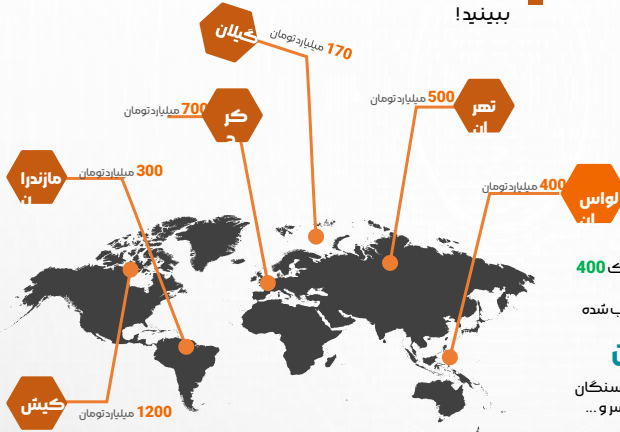 ببینید!
گیلان
170 میلیارد تومان
تهر
ان
500 میلیارد تومان
کر
ج
700 میلیارد تومان
مازندرا
ن
300 میلیارد تومان
لواس
ان
400 میلیارد تومان
ک 400
ب شده
ن
سنگان
سر و ...
کیش
1200 میلیارد تومان